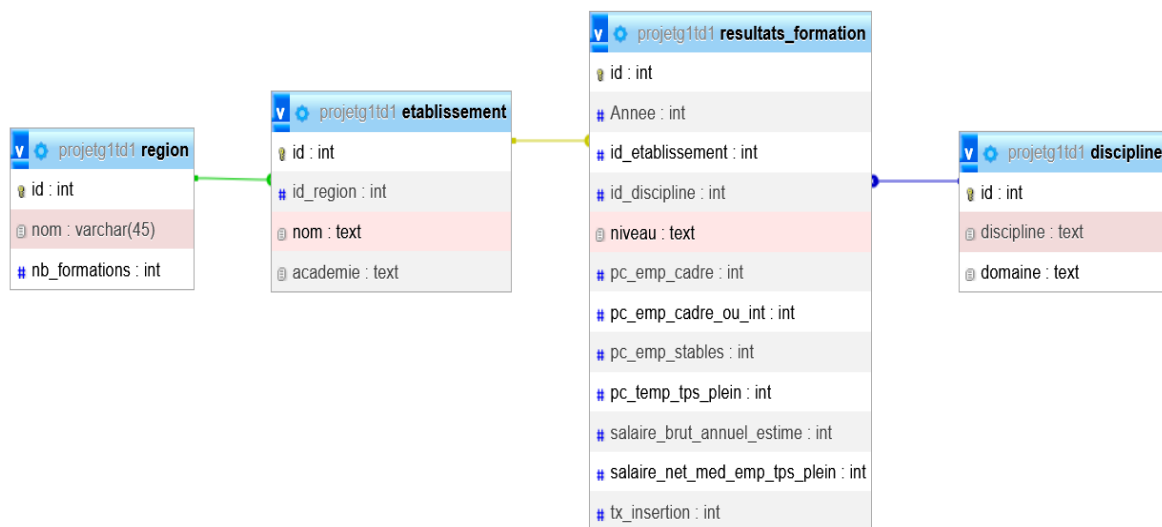 projetg1td1 region
id : int
nom : varchar(45)
# nb_formations : int
projetg1td1 etablissement
id : int
# id_region : int
nom : text
academie : text
projetg1td1 resultats_formation
id : int
# Annee : int
# id_etablissement : int
# id_discipline : int
niveau : text
# pc_emp_cadre : int
# pc_emp_cadre_ou_int : int
# pc_emp_stables : int
# pc_temp_tps_plein : int
# salaire_brut_annuel_estime : int
# salaire_net_med_emp_tps_plein : int
# tx_insertion : int
projetg1td1 discipline
id : int
discipline : text
domaine : text